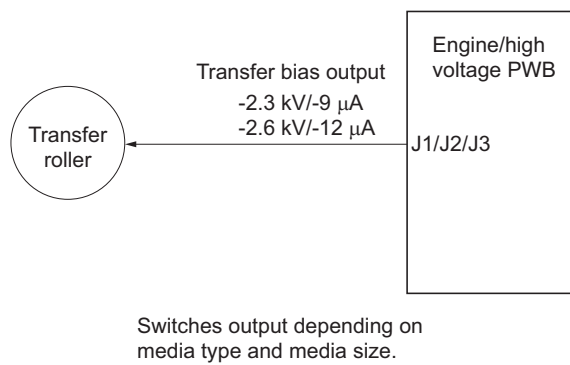 Engine/high
voltage PWB
Transfer bias output
-2.3 kV/-9 μA
-2.6 kV/-12 μA
Transfer
roller
J1/J2/J3
Switches output depending on
media type and media size.